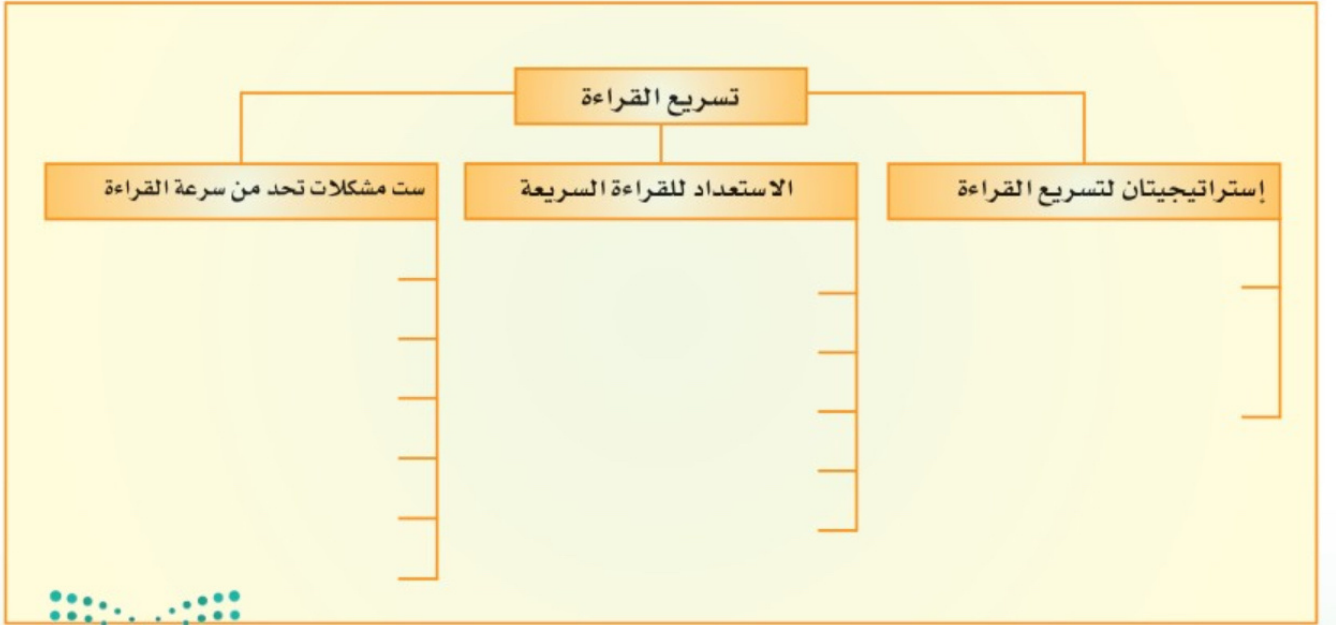 تسريع القراءة
إستراتيجيتان لتسريع القراءة
الاستعداد للقراءة السريعة
ست مشكلات تحد من سرعة القراءة